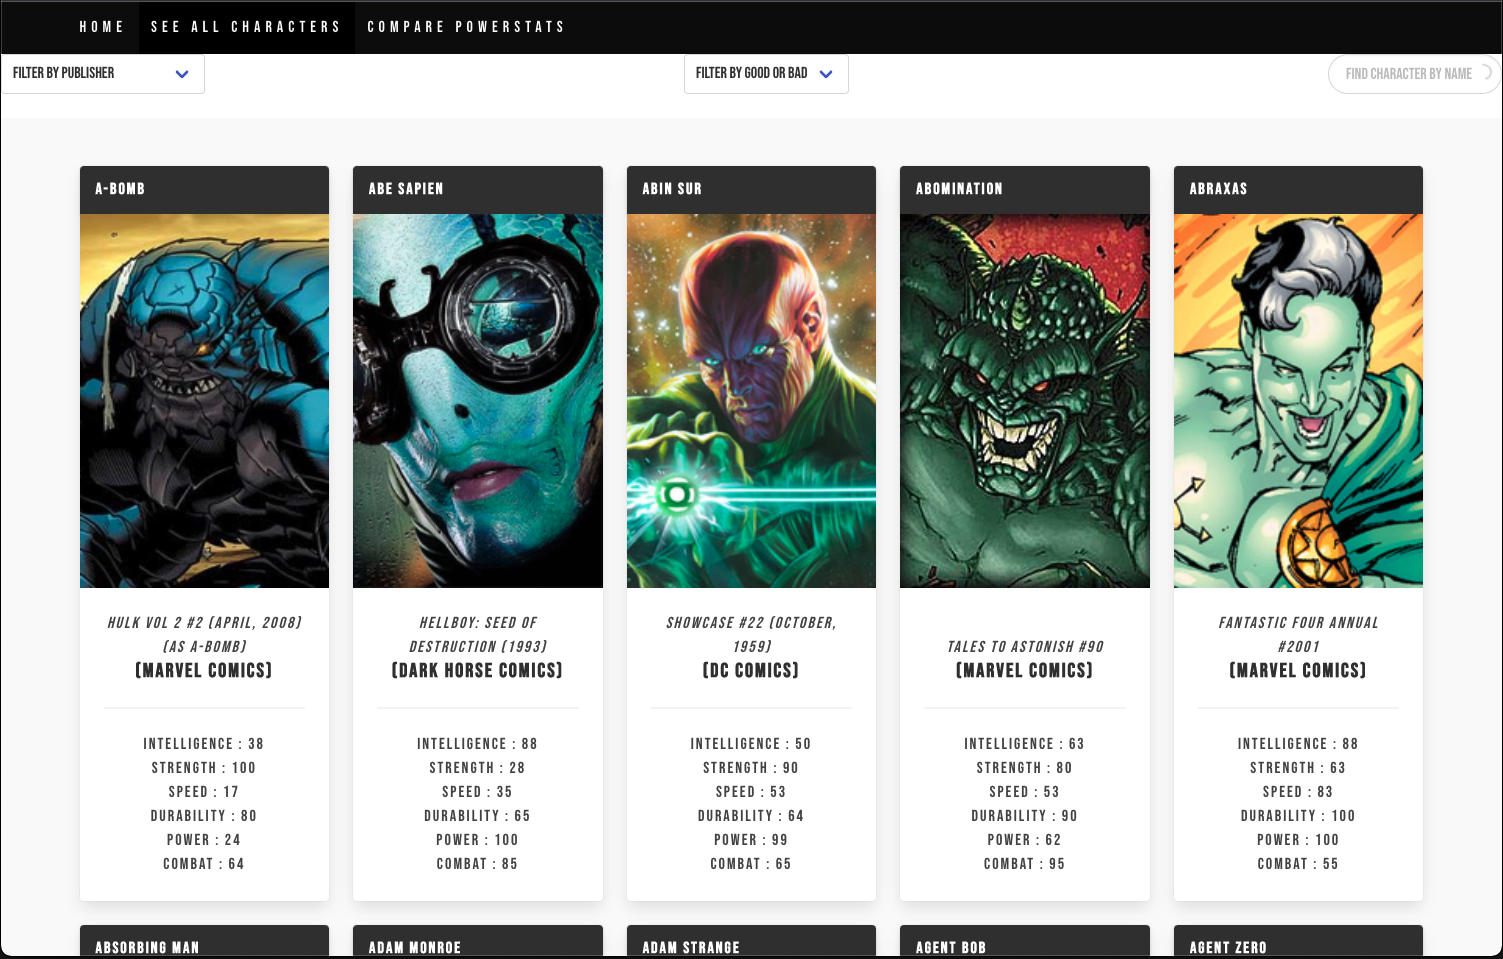 HOME SEE ALL CHARACTERS COMPARE POWERSTATS
FILTER BY PUBLISHER FILTER BY GOOD OR BAD FIND CHARACTER BY NAME
A-BOMB
HULK VOL 2 #2 (APRIL, 2008)
(AS A-BOMB)
(MARVEL COMICS)
INTELLIGENCE : 38
STRENGTH : 100
SPEED : 17
DURABILITY : 80
POWER : 24
COMBAT : 64
ABE SAPIEN
HELLBOY: SEED OF
DESTRUCTION (1993)
(DARK HORSE COMICS)
INTELLIGENCE : 88
STRENGTH : 28
SPEED : 35
DURABILITY : 65
POWER : 100
COMBAT : 85
ABIN SUR
SHOWCASE #22 (OCTOBER,
1959)
(DC COMICS)
INTELLIGENCE : 50
STRENGTH : 90
SPEED : 53
DURABILITY : 64
POWER : 99
COMBAT : 65
ABOMINATION
TALES TO ASTONISH #90
(MARVEL COMICS)
INTELLIGENCE : 63
STRENGTH : 80
SPEED : 53
DURABILITY : 90
POWER : 62
COMBAT : 95
ABRAXAS
FANTASTIC FOUR ANNUAL
#2001
(MARVEL COMICS)
INTELLIGENCE : 88
STRENGTH : 63
SPEED : 83
DURABILITY : 100
POWER : 100
COMBAT : 55
ABSORBING MAN
ADAM MONROE
ADAM STRANGE
AGENT BOB
AGENT ZERO